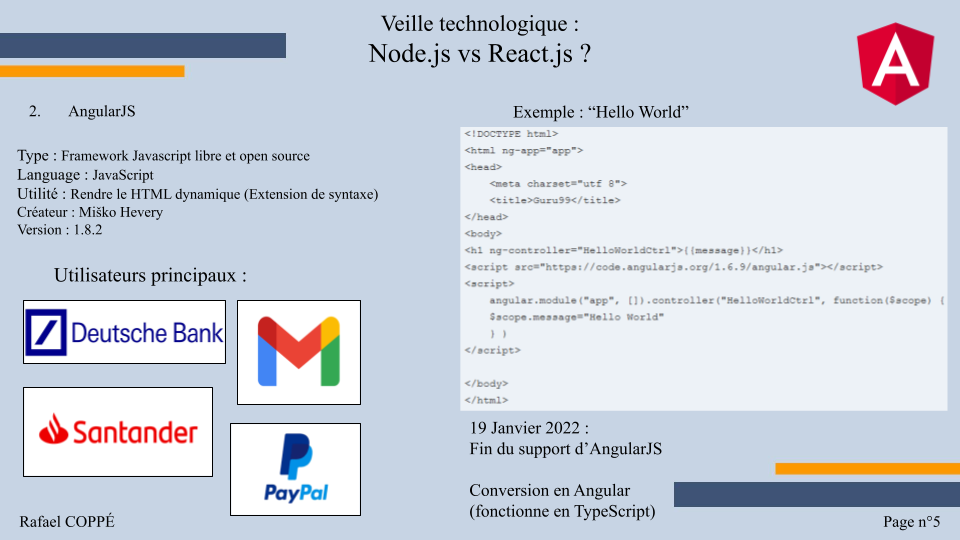 Veille technologique :
Node.js vs React.js ?
A
2. AngularJS
Type : Framework Javascript libre et open source
Language : JavaScript
Utilité : Rendre le HTML dynamique (Extension de syntaxe)
Créateur : Miško Hevery
Version : 1.8.2
Utilisateurs principaux :
Deutsche Bank
M
Santander
PayPal
Exemple : “Hello World”
<!DOCTYPE html>
<html ng-app="app">
<head>
<meta charset="utf 8">
<title>Guru99</title>
</head>
<body>
<h1 ng-controller="HelloWorldCtrl">{{message}}</h1>
<script src="https://code.angularjs.org/1.6.9/angular.js"></script>
<script>
angular.module("app", []).controller("HelloWorldCtrl", function($scope) {
$scope.message="Hello World"
} )
</script>
</body>
</html>
19 Janvier 2022 :
Fin du support d’AngularJS
Conversion en Angular
(fonctionne en TypeScript)
Rafael COPPÉ
Page n°5